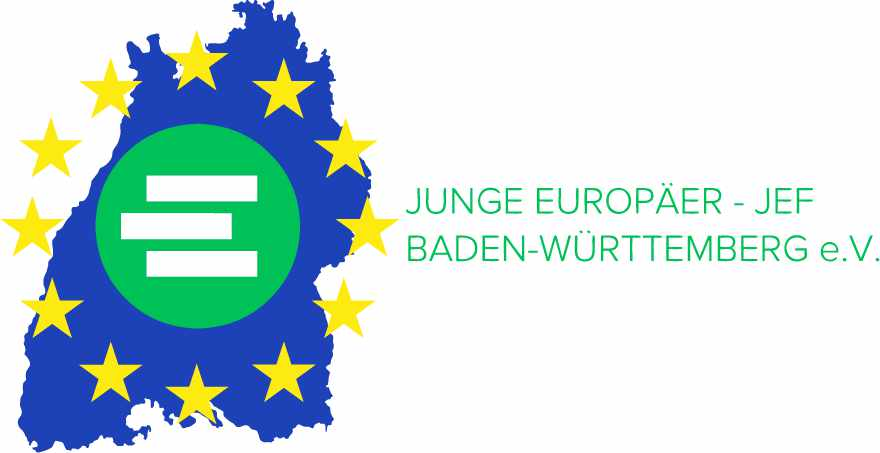 JUNGE EUROPÄER - JEF
BADEN-WÜRTTEMBERG e.V.